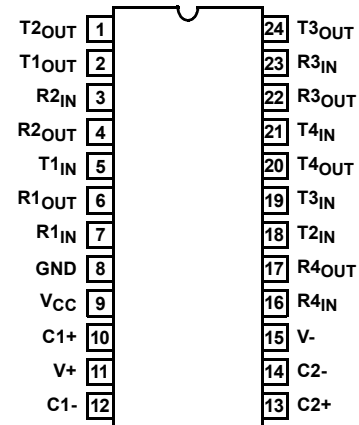 T2OUT 1 24 T3OUT
T1OUT 2 23 R3IN
R2IN 3 22 R3OUT
R2OUT 4 21 T4IN
T1IN 5 20 T4OUT
R1OUT 6 19 T3IN
R1IN 7 18 T2IN
GND 8 17 R4OUT
VCC 9 16 R4IN
C1+ 10 15 V-
V+ 11 14 C2-
C1- 12 13 C2+